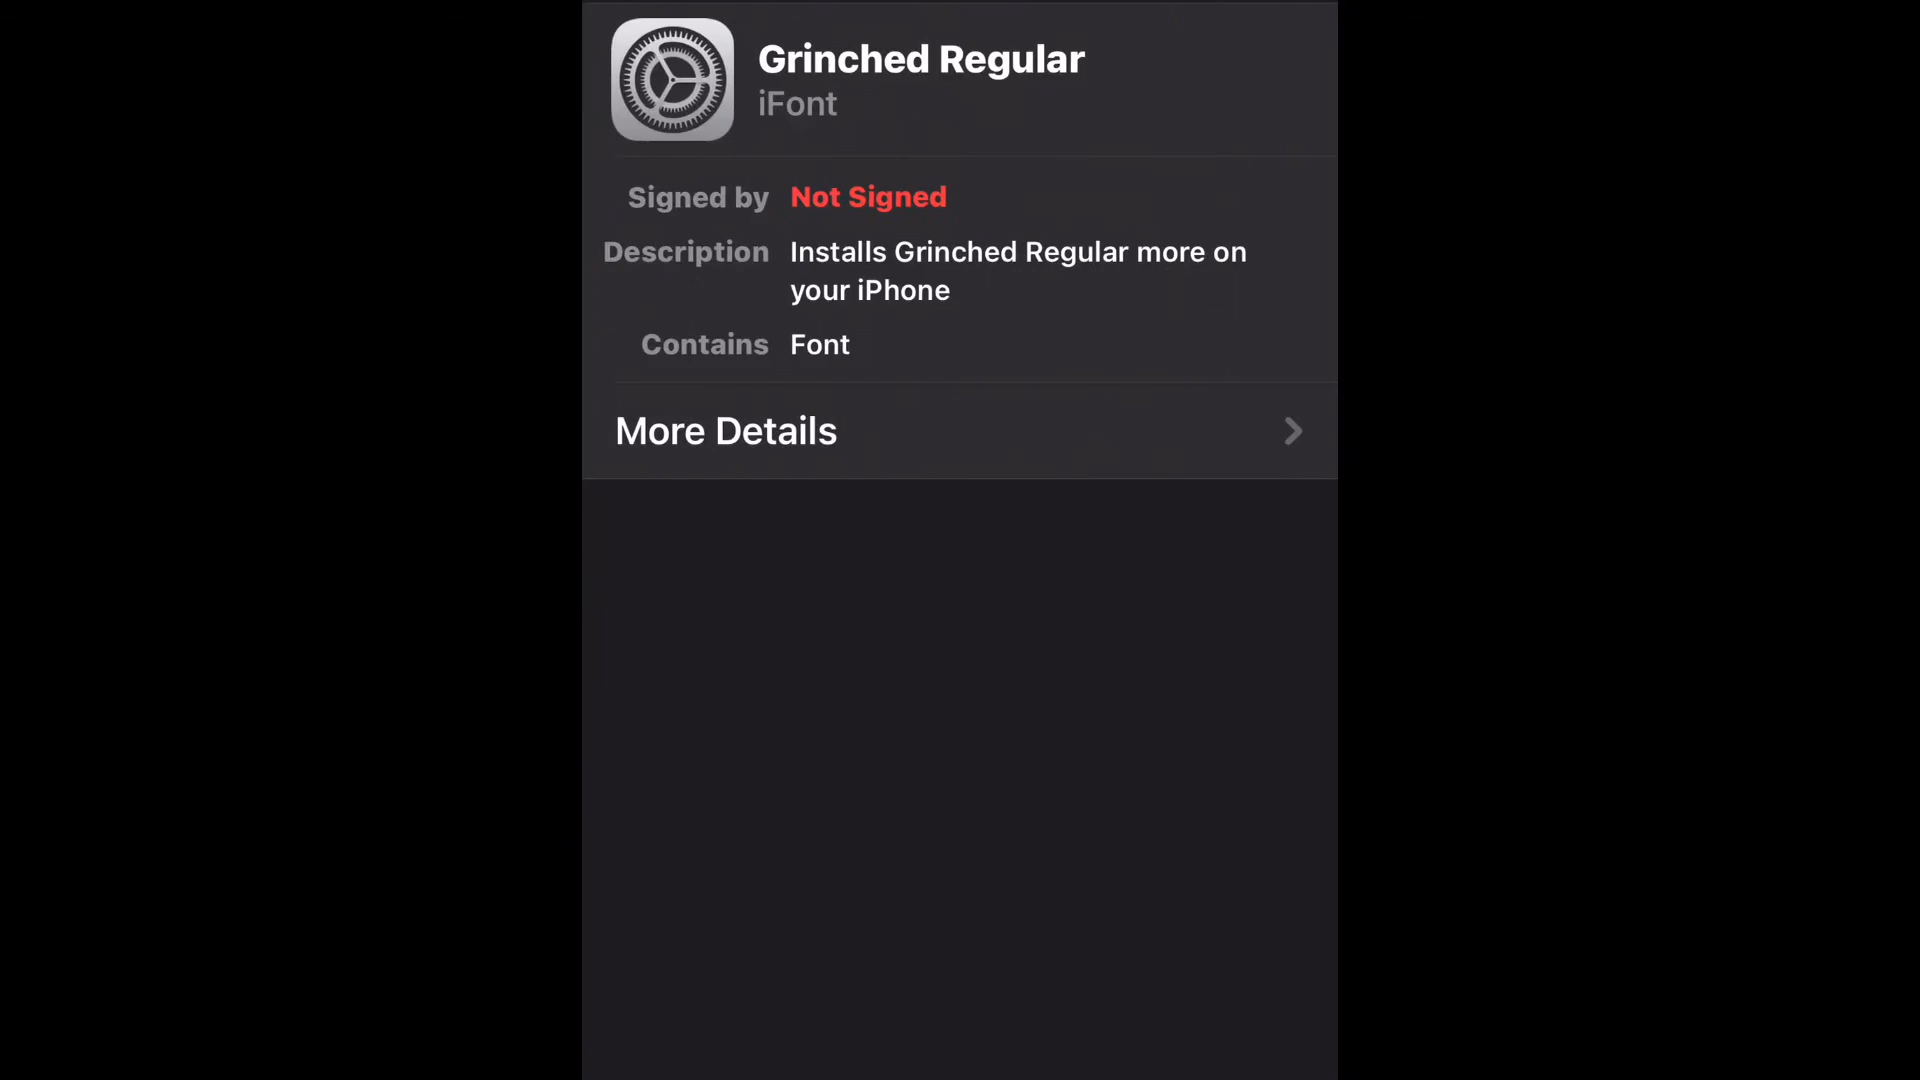 Grinched Regular
iFont
Signed by Not Signed
Description Installs Grinched Regular more on
your iPhone
Contains Font
More Details